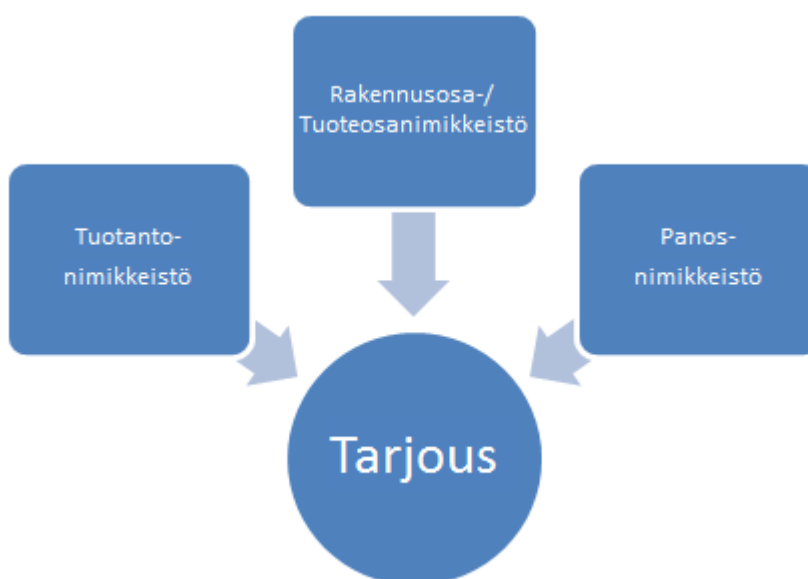 Rakennusosa-/
Tuoteosanimikkeistö
Tuotanto-
nimikkeistö
Panos-
nimikkeistö
Tarjous